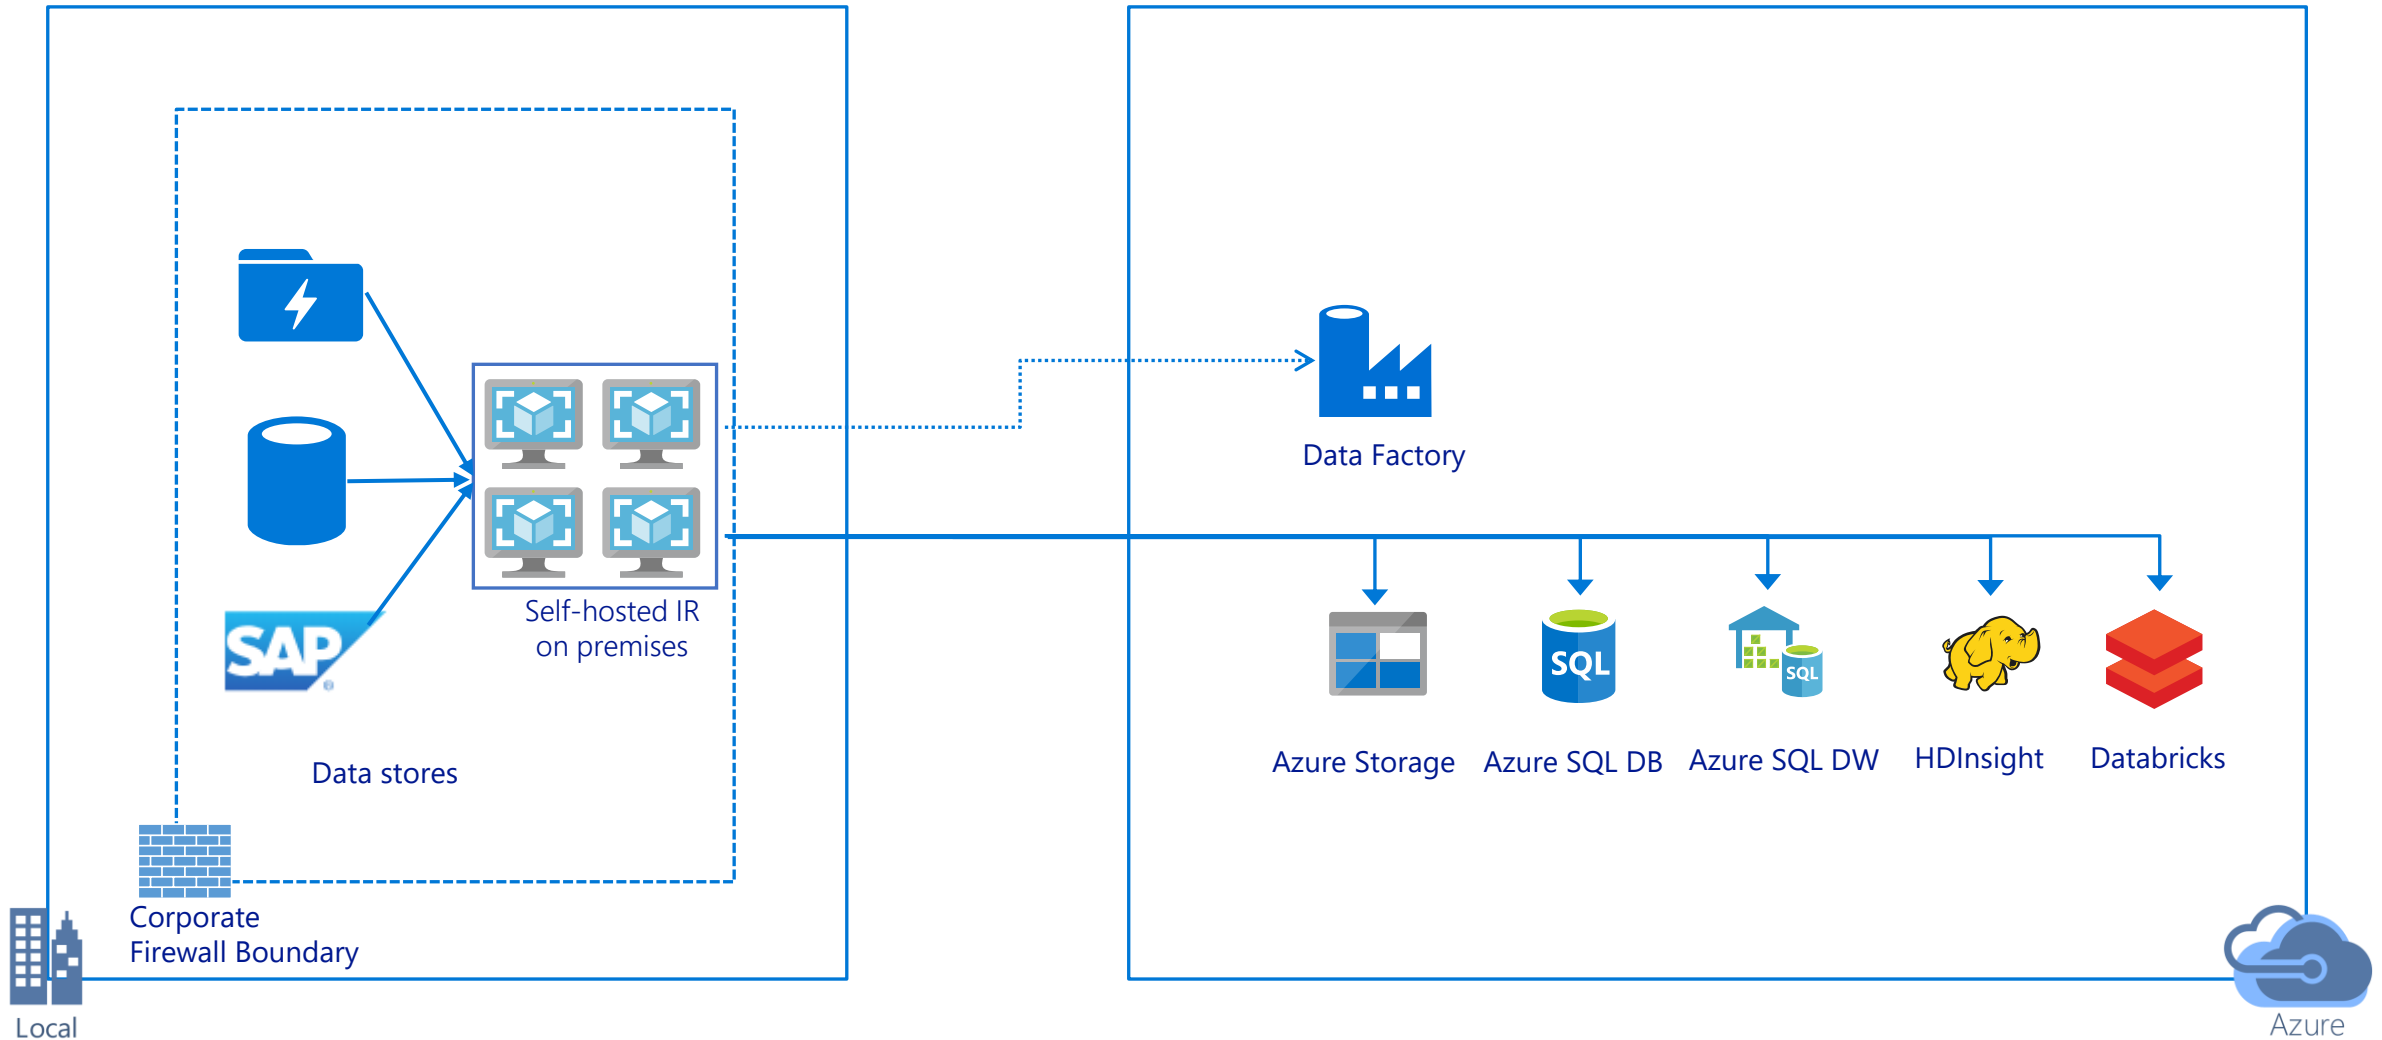 Data Factory
Self-hosted IR
on premises
SAP
SQL
SQL
Data stores
Azure Storage
Azure SQL DB
Azure SQL DW
HDInsight
Databricks
Corporate
Firewall Boundary
Local
Azure